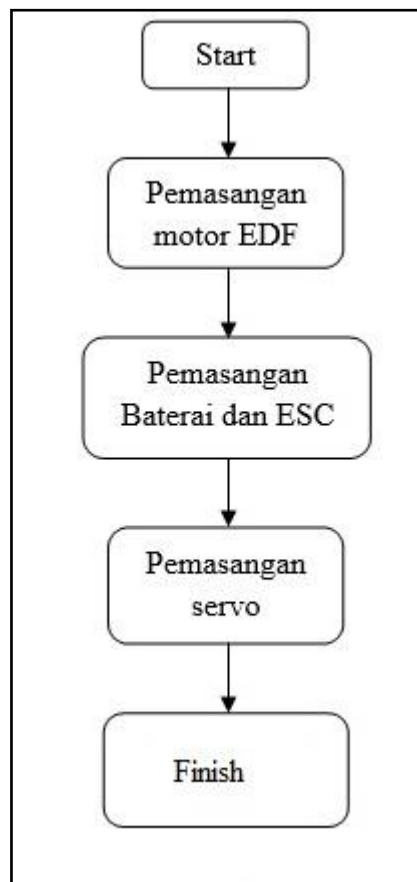 Start
Pemasangan
motor EDF
Pemasangan
Baterai dan ESC
Pemasangan
servo
Finish